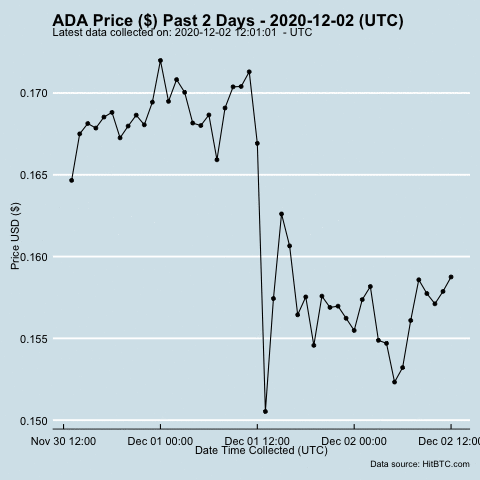 ADA Price ($) Past 2 Days - 2020-12-02 (UTC)
Latest data collected on: 2020-12-02 12:01:01 - UTC
0.170
0.165
0.160
0.155
0.150
Price USD ($)
Nov 30 12:00 Dec 01 00:00 Dec 01 12:00 Dec 02 00:00 Dec 02 12:00
Date Time Collected (UTC)
Data source: HitBTC.com